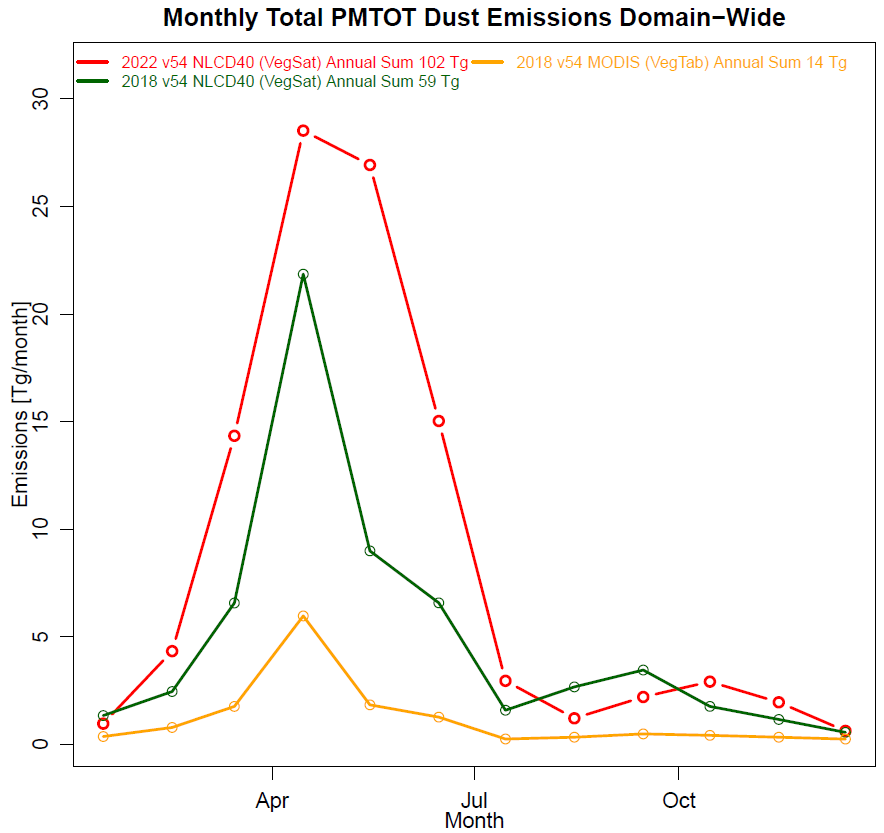 Monthly Total PMTOT Dust Emissions Domain−Wide
2022 v54 NLCD40 (VegSat) Annual Sum 102 Tg
2018 v54 MODIS (VegTab) Annual Sum 14 Tg
2018 v54 NLCD40 (VegSat) Annual Sum 59 Tg
Emissions [Tg/month]
30
25
20
15
10
5
0
Apr
Jul
Oct
Month